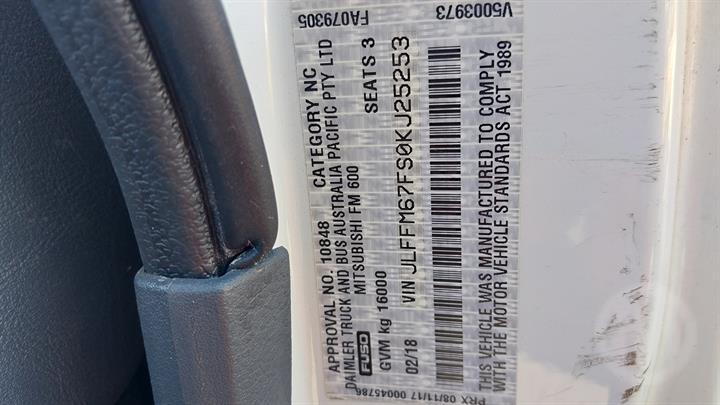 FA079305
V5003973
APPROVAL NO. 10848 CATEGORY NC
DAIMLER TRUCK AND BUS AUSTRALIA PACIFIC PTY LTD
FUSO MITSUBISHI FM 600
GVM kg 16000 SEATS 3
02/18 VIN JLFFM67FS0KJ25253
THIS VEHICLE WAS MANUFACTURED TO COMPLY
WITH THE MOTOR VEHICLE STANDARDS ACT 1989
PRX 08/11/17 00045786